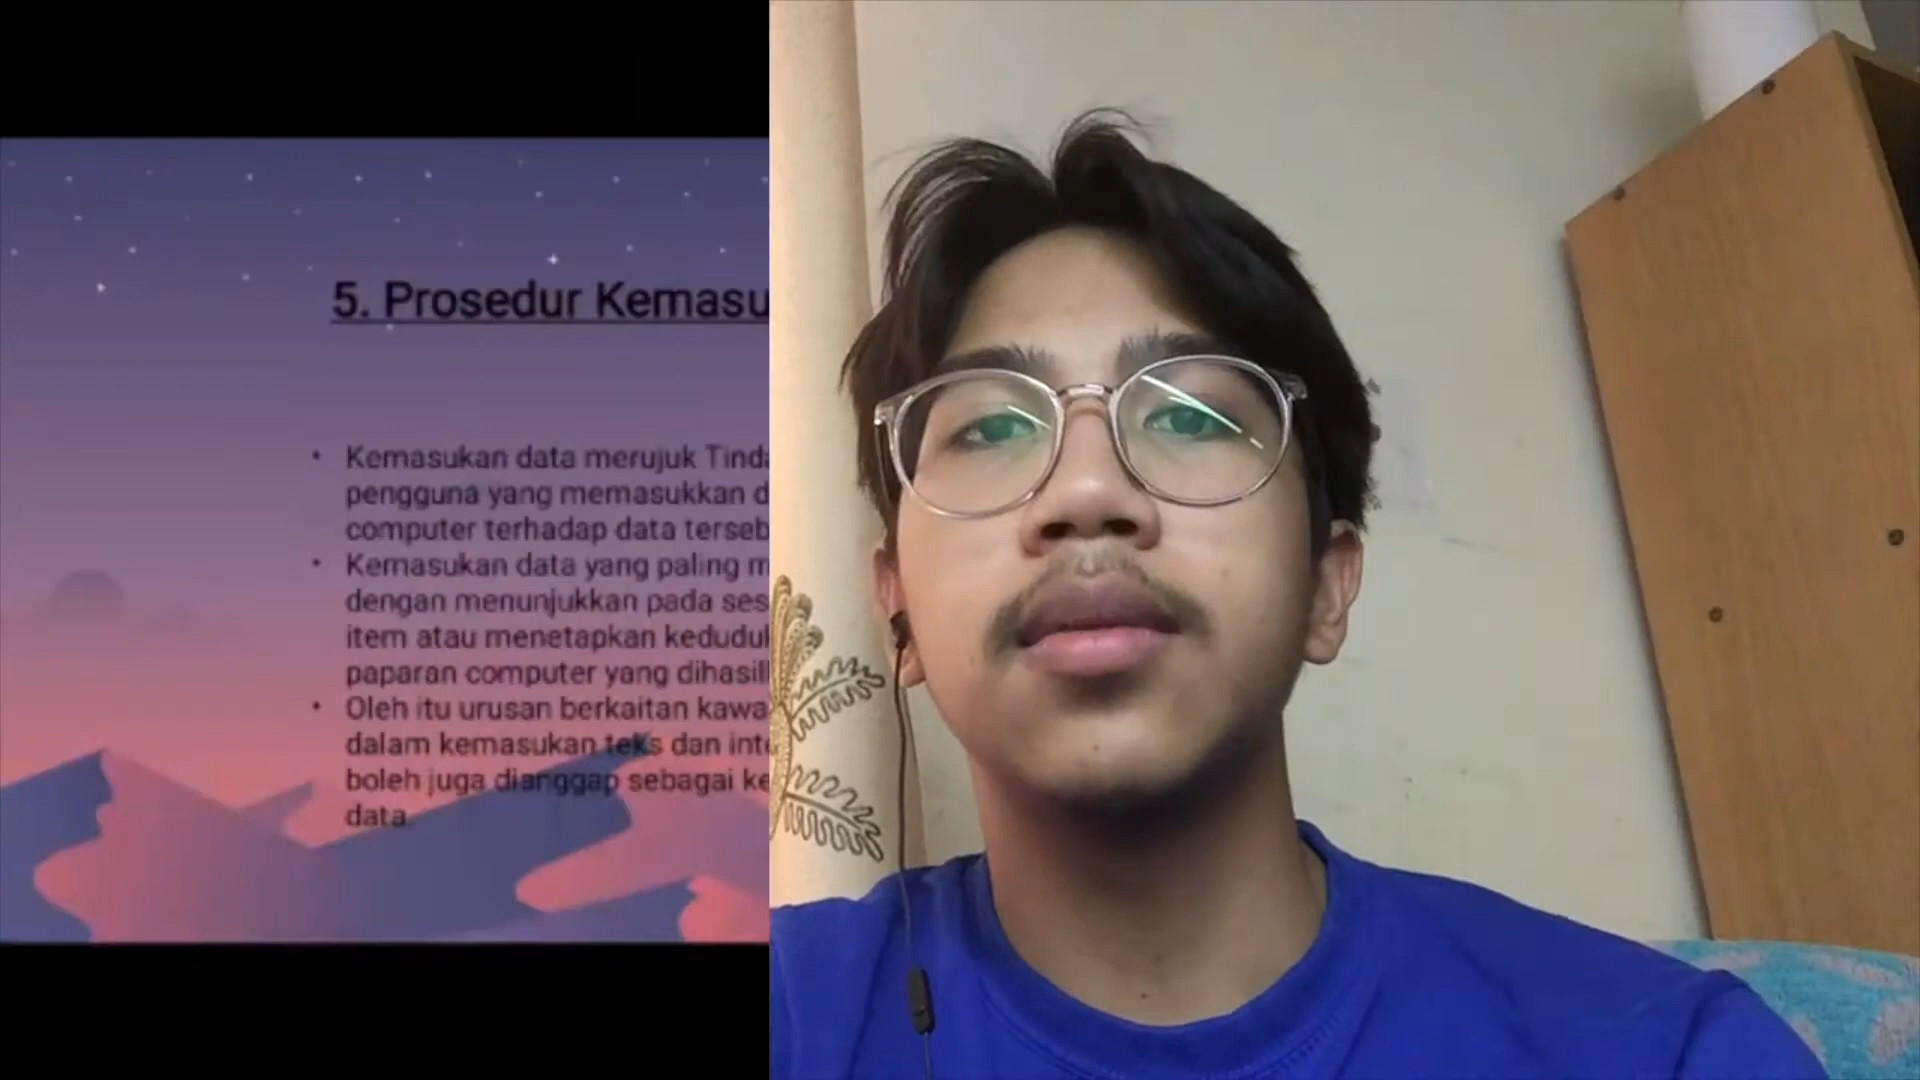 5. Prosedur Kemasu
Kemasukan data merujuk Tinda
pengguna yang memasukkan d
computer terhadap data terseb
Kemasukan data yang paling m
dengan menunjukkan pada ses
item atau menetapkan keduduk
paparan computer yang dihasil
Oleh itu urusan berkaitan kawa
dalam kemasukan teks dan inte
boleh juga dianggap sebagai ke
data.